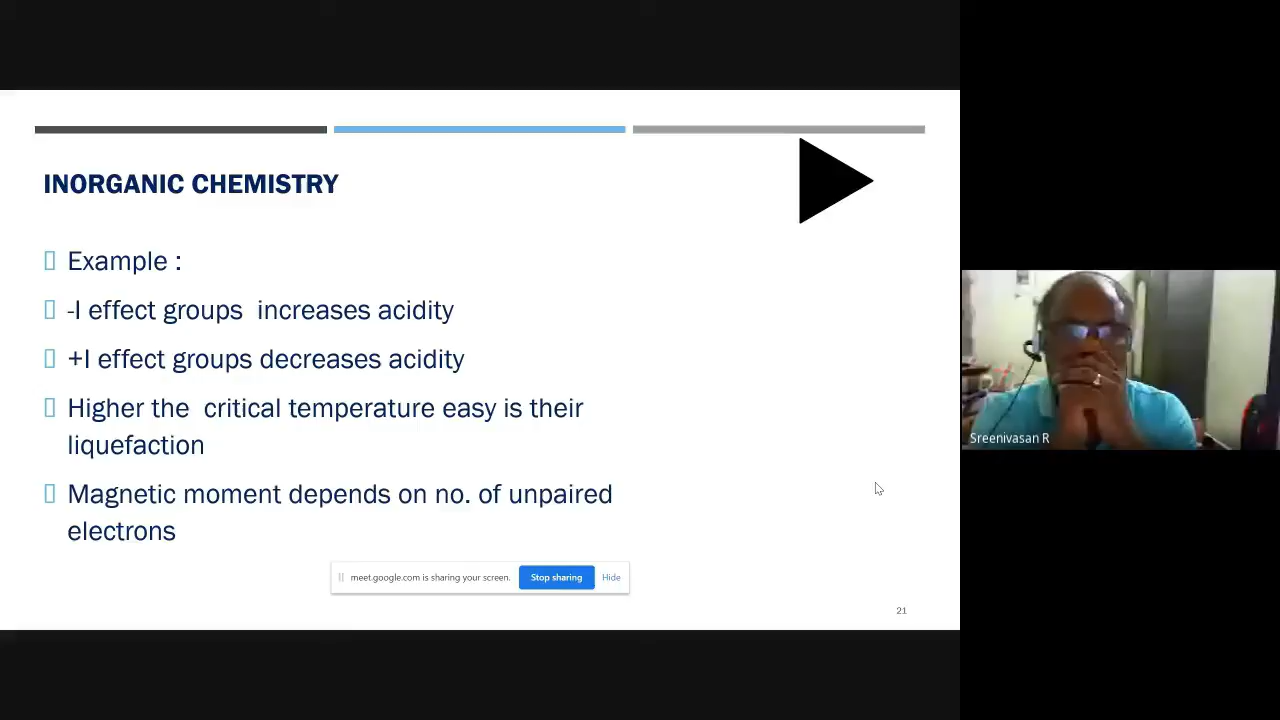 INORGANIC CHEMISTRY
Example :
-I effect groups  increases acidity
+I effect groups decreases acidity
Higher the  critical temperature easy is their
liquefaction
Magnetic moment depends on no. of unpaired
electrons
meet.google.com is sharing your screen.
Stop sharing
Hide
21
Sreenivasan R